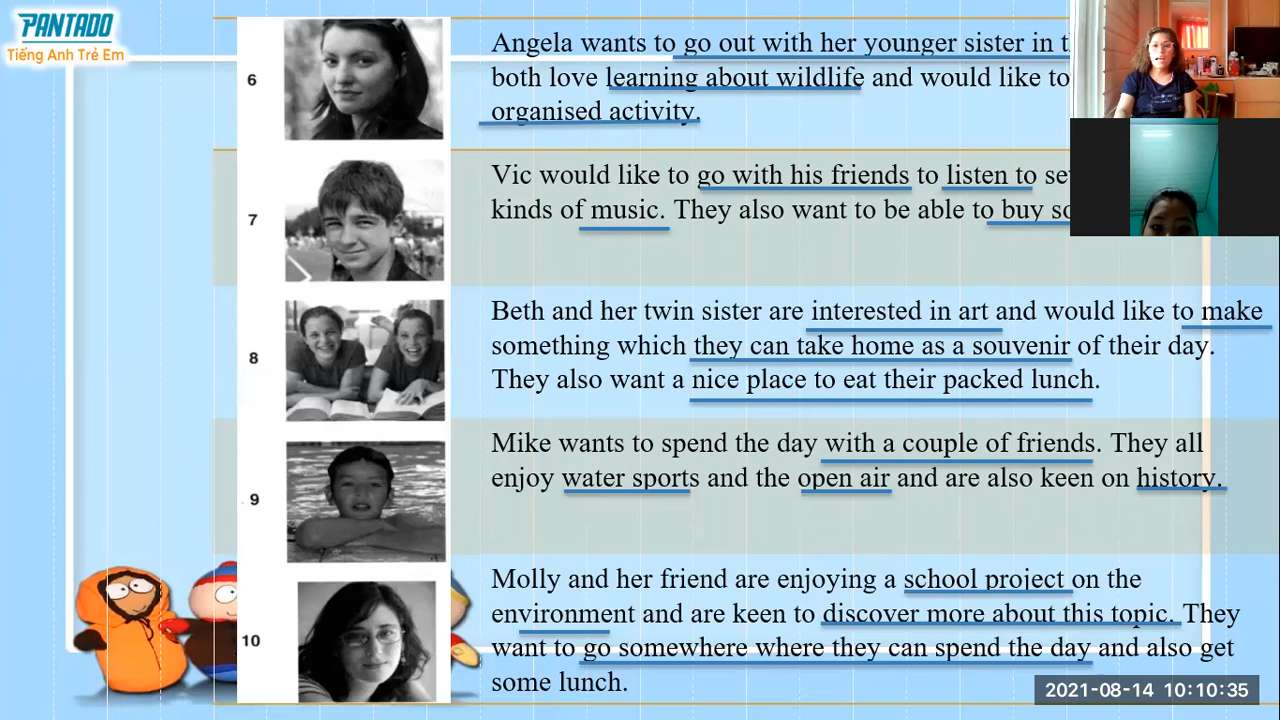 PANTADO
Tiếng Anh Trẻ Em
6
Angela wants to go out with her younger sister in
both love learning about wildlife and would like to
organised activity.
7
Vic would like to go with his friends to listen to
kinds of music. They also want to be able to buy
8
Beth and her twin sister are interested in art and would like to make
something which they can take home as a souvenir of their day.
They also want a nice place to eat their packed lunch.
9
Mike wants to spend the day with a couple of friends. They all
enjoy water sports and the open air and are also keen on history.
10
Molly and her friend are enjoying a school project on the
environment and are keen to discover more about this topic. They
want to go somewhere where they can spend the day and also get
some lunch.
2021-08-14 10:10:35